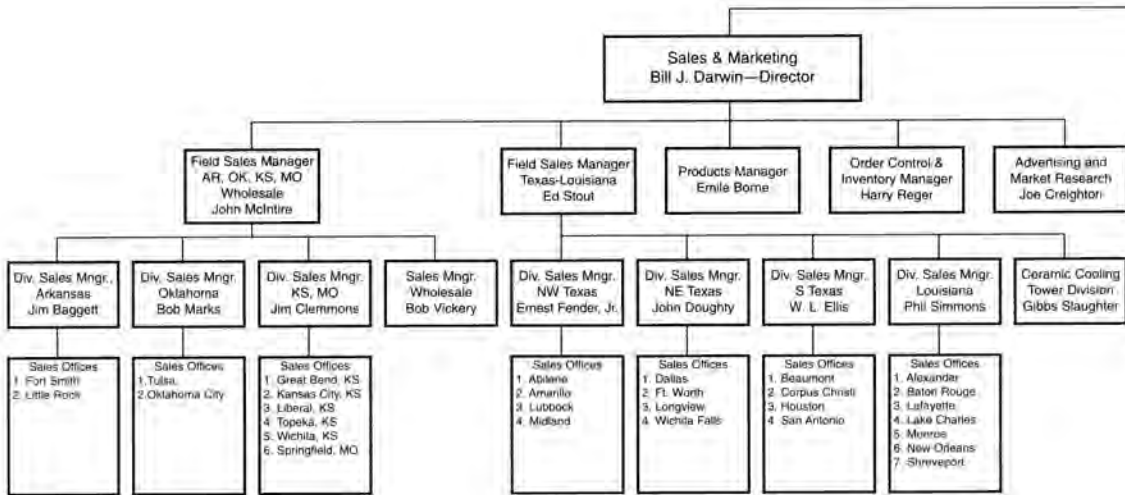 Sales & Marketing
Bill J. Darwin—Director
Field Sales Manager
AR, OK, KS, MO
Wholesale
John McIntire
Field Sales Manager
Texas-Louisiana
Ed Stout
Products Manager
Emile Borne
Order Control &
Inventory Manager
Harry Reger
Advertising and
Market Research
Joe Creighton
Div. Sales Mngr.,
Arkansas
Jim Baggett
Div. Sales Mngr.
Oklahoma
Bob Marks
Div. Sales Mngr.
KS, MO
Jim Clemmons
Sales Mngr.
Wholesale
Bob Vickery
Div. Sales Mngr.
NW Texas
Ernest Fender, Jr.
Div. Sales Mngr.
NE Texas
John Doughty
Div. Sales Mngr.
S Texas
W. L. Ellis
Div. Sales Mngr.
Louisiana
Phil Simmons
Ceramic Cooling
Tower Division
Gibbs Slaughter
Sales Offices
1. Fort Smith
2. Little Rock
Sales Offices
1.Tulsa,
2.Oklahoma City
Sales Offices
1. Great Bend, KS
2. Kansas City, KS
3. Liberal, KS
4. Topeka, KS
5. Wichita, KS
6. Springfield, MO
Sales Offices
1. Abilene
2. Amarillo
3. Lubbock
4. Midland
Sales Offices
1. Dallas
2. Ft. Worth
3. Longview
4. Wichita Falls
Sales Offices
1. Beaumont
2. Corpus Christi
3. Houston
4. San Antonio
Sales Offices
1. Alexander
2. Baton Rouge
3. Lafayette
4. Lake Charles
5. Monroe
6. New Orleans
7. Shreveport